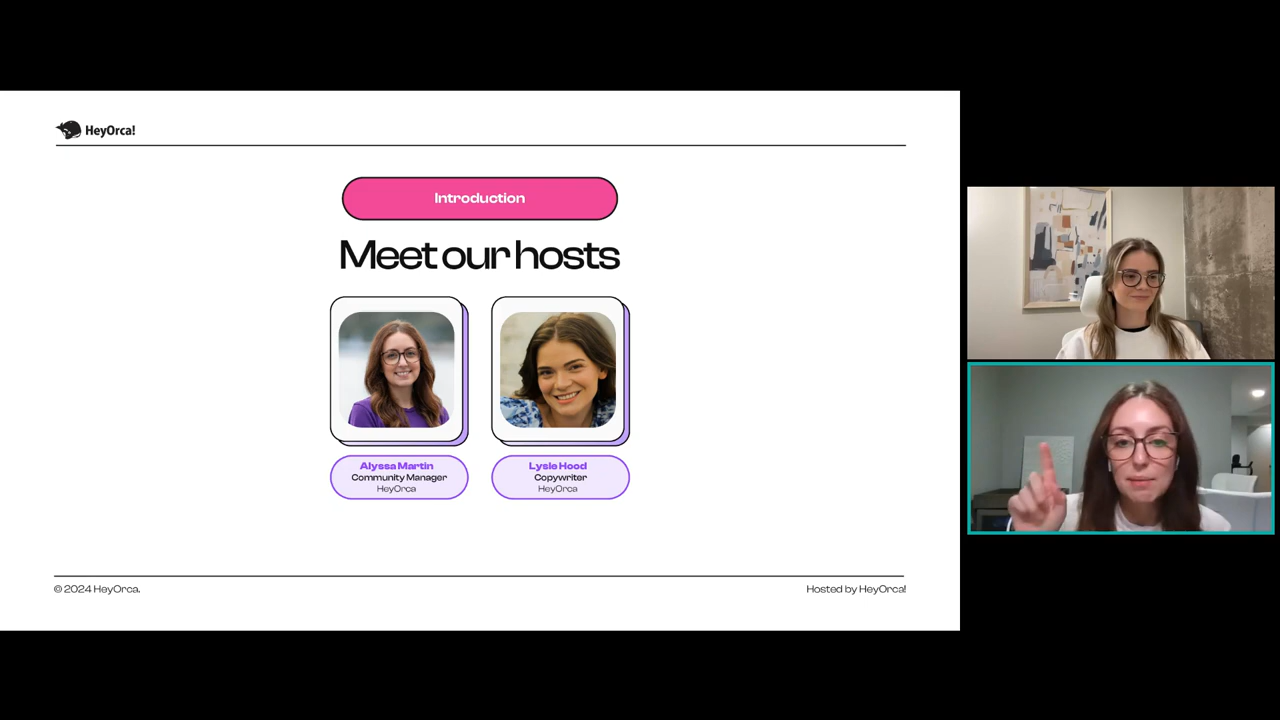 HeyOrca!
Introduction
Meet our hosts
Alyssa Martin
Community Manager
HeyOrca
Lysle Hood
Copywriter
HeyOrca
© 2024 HeyOrca.
Hosted by HeyOrca!